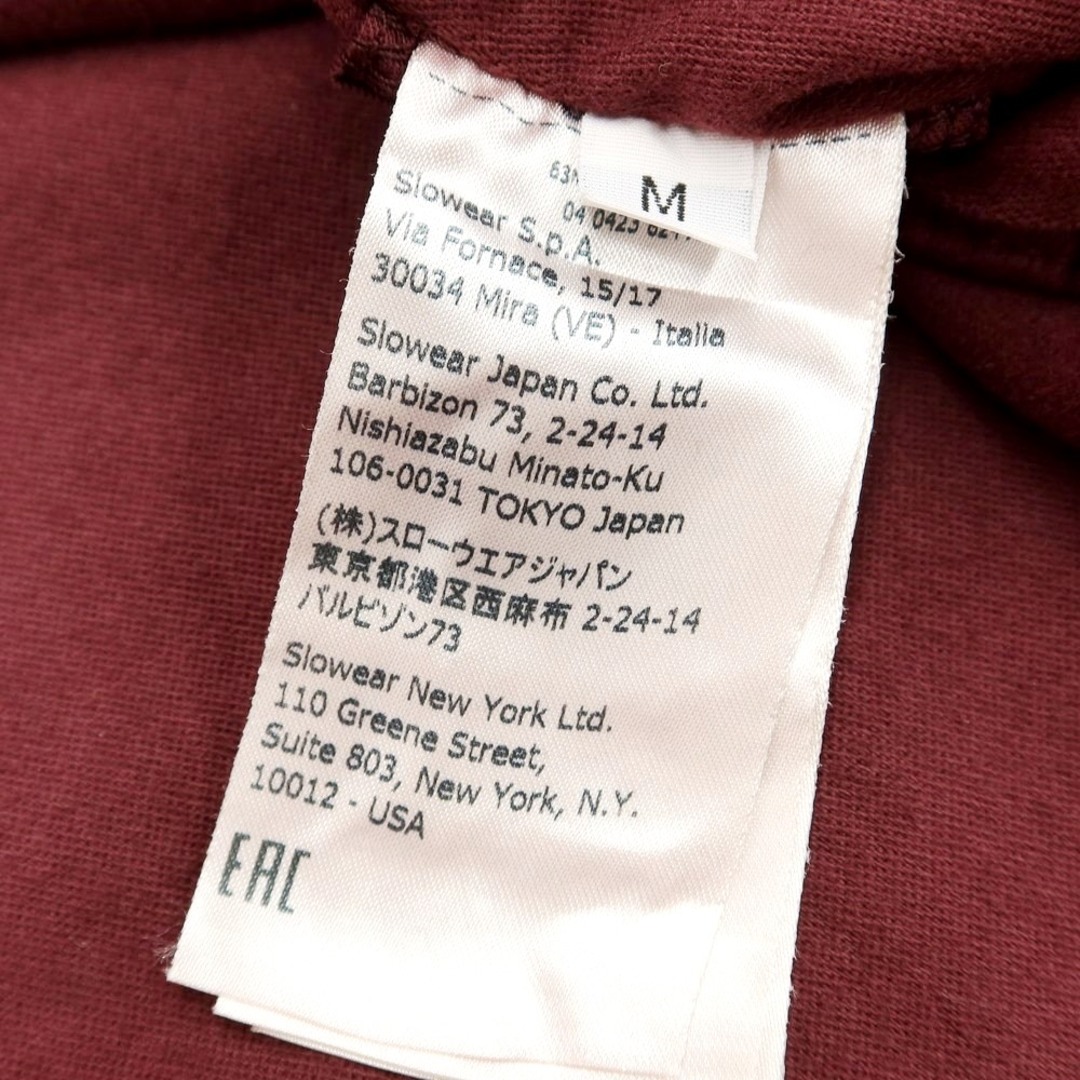 M
Slowear S.p.A.
Via Fornace, 15/17
30034 Mira (VE) - Italia
Slowear Japan Co. Ltd.
Barbizon 73, 2-24-14
Nishiazabu Minato-Ku
106-0031 TOKYO Japan
(株)スローウエアジャパン
東京都港区西麻布 2-24-14
バルビゾン73
Slowear New York Ltd.
110 Greene Street,
Suite 803, New York, N.Y.
10012 - USA
EAC